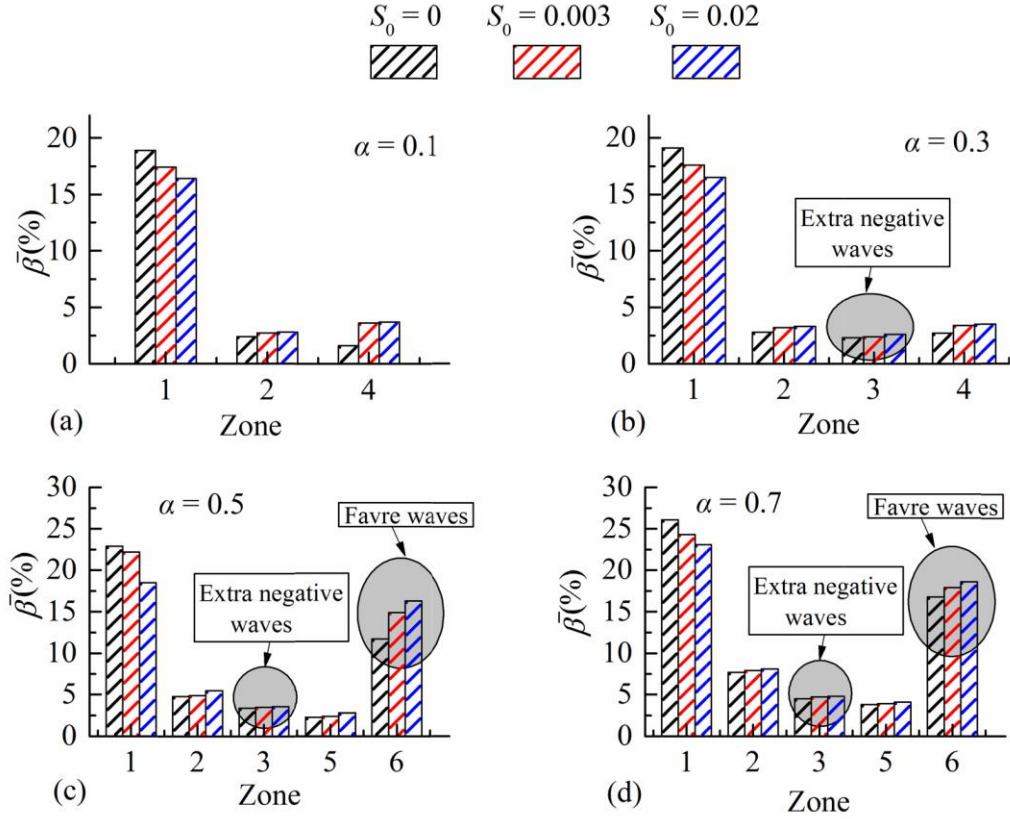 S₀ = 0 S₀ = 0.003 S₀ = 0.02
α = 0.1
20
15
10
5
0
β̄(%)
1 2 4
(a) Zone
α = 0.3
20
15
10
5
0
β̄(%)
Extra negative
waves
1 2 3 4
(b) Zone
α = 0.5
30
25
20
15
10
5
0
β̄(%)
Favre waves
Extra negative
waves
1 2 3 5 6
(c) Zone
α = 0.7
30
25
20
15
10
5
0
β̄(%)
Favre waves
Extra negative
waves
1 2 3 5 6
(d) Zone